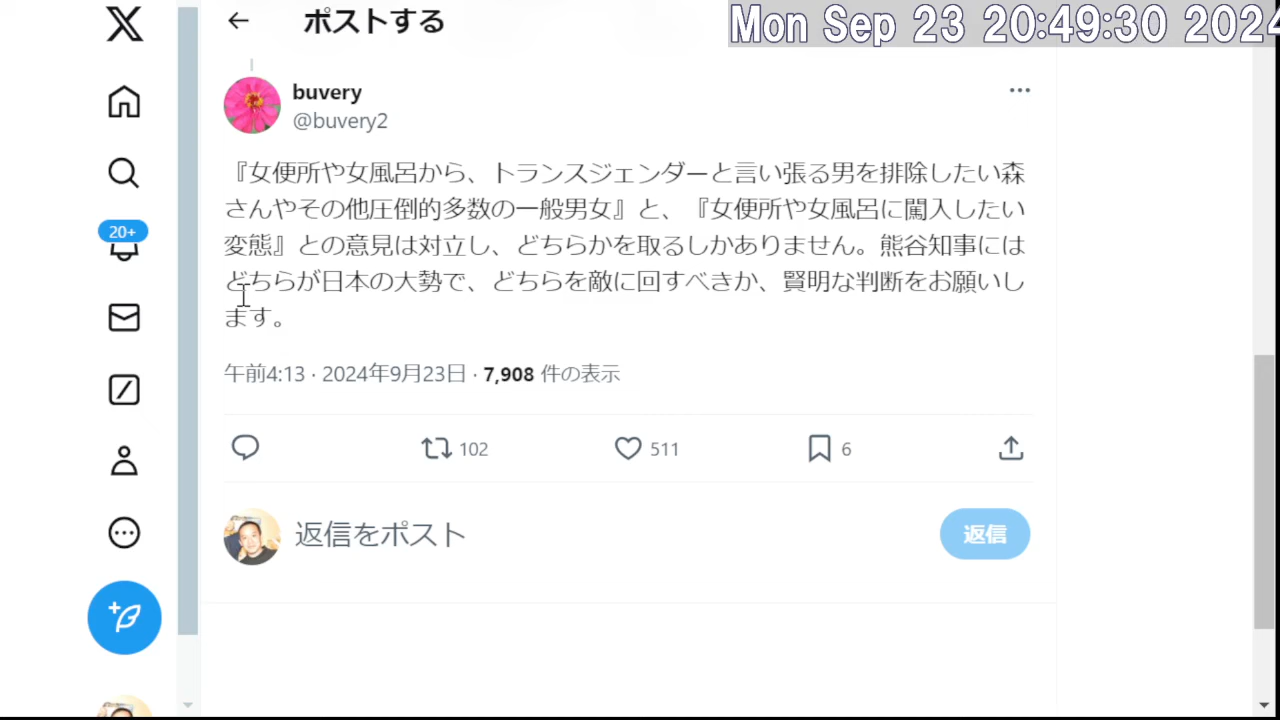 ポストする
Mon Sep 23 20:49:30 2024
buvery
@buvery2
『女便所や女風呂から、トランスジェンダーと言い張る男を排除したい森
さんやその他圧倒的多数の一般男女』と、『女便所や女風呂に闖入したい
変態』との意見は対立し、どちらかを取るしかありません。熊谷知事には
どちらが日本の大勢で、どちらを敵に回すべきか、賢明な判断をお願いし
ます。
20+
午前4:13 · 2024年9月23日 · 7,908 件の表示
102 511 6
返信をポスト 返信